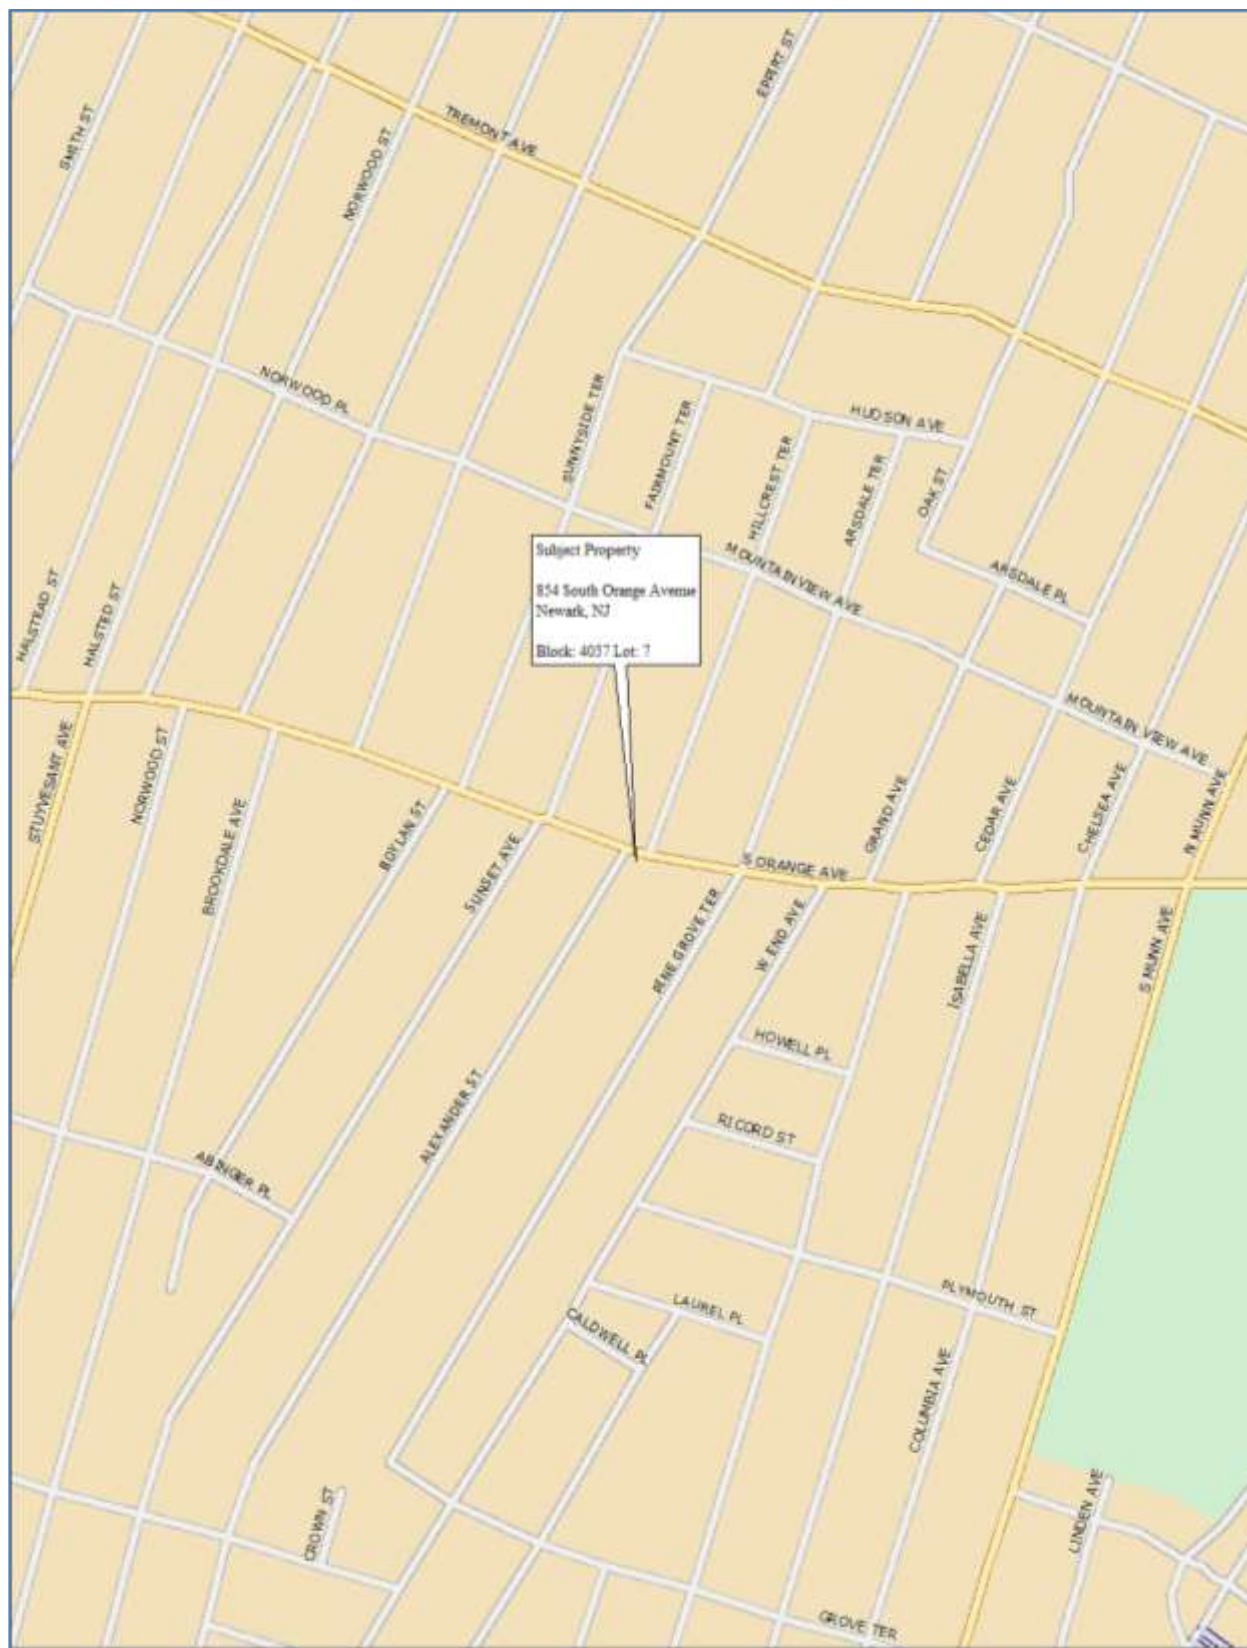 EPPIRT ST
SMITH ST
TREMONT AVE
NORWOOD ST
NORWOOD PL
SUNNYSIDE TER
FAIRMOUNT TER
HUDSON AVE
HILLCREST TER
ARSDALE TER
OAK ST
Subject Property
854 South Orange Avenue
Newark, NJ
Block: 4037 Lot: 7
MOUNTAINVIEW AVE
ARSDALE PL
HALSTEAD ST
HALSTED ST
MOUNTAIN VIEW AVE
STUYVESANT AVE
NORWOOD ST
BROOKDALE AVE
BOYLAN ST
SUNSET AVE
GRAND AVE
CEDAR AVE
CHELSEA AVE
N MUNN AVE
S ORANGE AVE
PINE GROVE TER
W END AVE
ISABELLA AVE
S MUNN AVE
HOWELL PL
ALEXANDER ST
RICORD ST
ABINGER PL
PLYMOUTH ST
LAUREL PL
CALDWELL PL
COLUMBIA AVE
CROWN ST
LINDEN AVE
GROVE TER